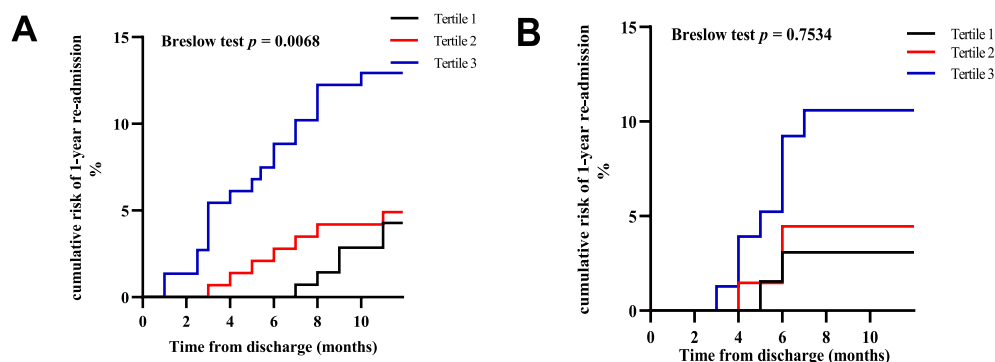 A
Breslow test p = 0.0068
Tertile 1
Tertile 2
Tertile 3
cumulative risk of 1-year re-admission
%
15
10
5
0
0 2 4 6 8 10
Time from discharge (months)
B
Breslow test p = 0.7534
Tertile 1
Tertile 2
Tertile 3
cumulative risk of 1-year re-admission
%
15
10
5
0
0 2 4 6 8 10
Time from discharge (months)